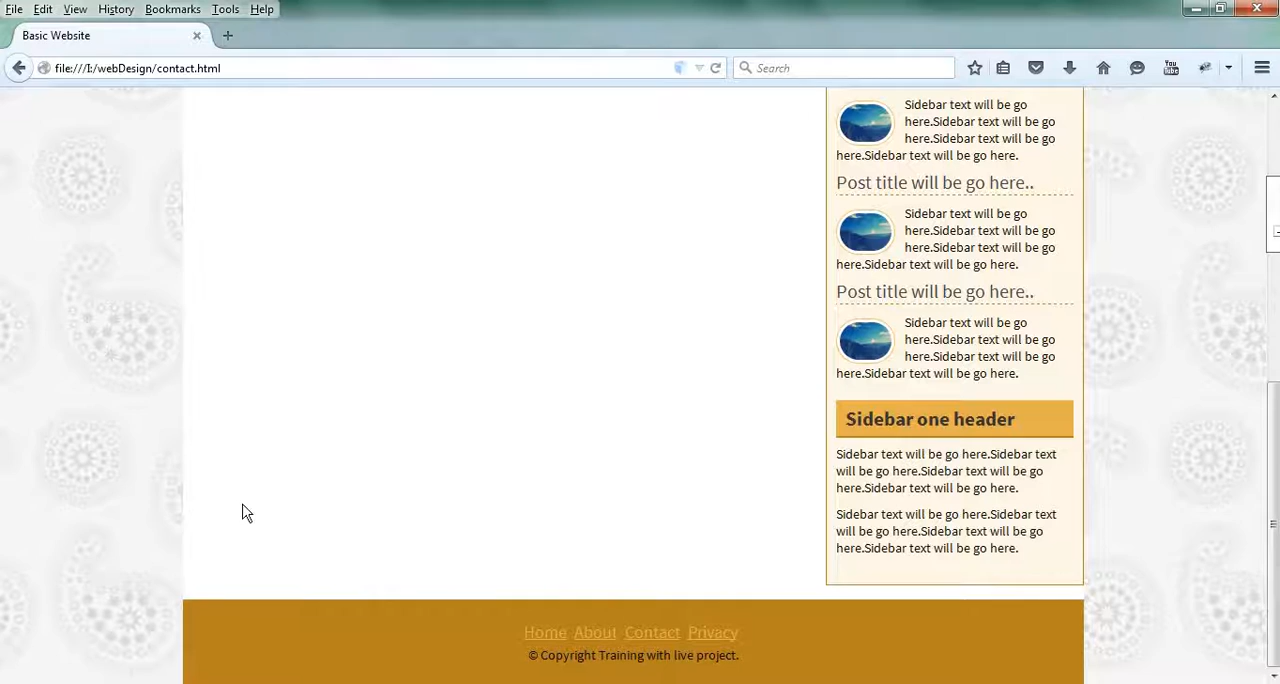 File Edit View History Bookmarks Tools Help
Basic Website
file:///I:/webDesign/contact.html
Search
You
Tube
Sidebar text will be go
here.Sidebar text will be go
here.Sidebar text will be go
here.Sidebar text will be go here.
Post title will be go here..
Sidebar text will be go
here.Sidebar text will be go
here.Sidebar text will be go
here.Sidebar text will be go here.
Post title will be go here..
Sidebar text will be go
here.Sidebar text will be go
here.Sidebar text will be go
here.Sidebar text will be go here.
Sidebar one header
Sidebar text will be go here.Sidebar text
will be go here.Sidebar text will be go
here.Sidebar text will be go here.
Sidebar text will be go here.Sidebar text
will be go here.Sidebar text will be go
here.Sidebar text will be go here.
Home About Contact Privacy
© Copyright Training with live project.